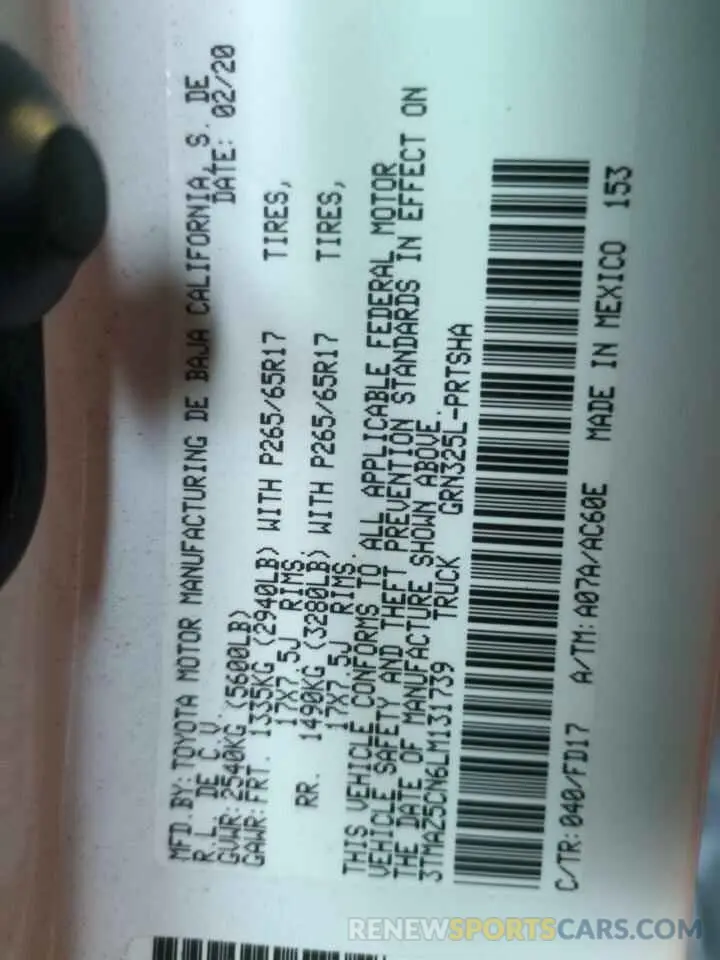 MFD.BY:TOYOTA MOTOR MANUFACTURING DE BAJA CALIFORNIA, S. DE
R.L. DE C.V. DATE: 02/20
GVWR: 2540KG (5600LB)
GAWR:FRT. 1335KG (2940LB) WITH P265/65R17 TIRES,
17X7.5J RIMS.
RR. 1490KG (3280LB) WITH P265/65R17 TIRES,
17X7.5J RIMS.
THIS VEHICLE CONFORMS TO ALL APPLICABLE FEDERAL MOTOR
VEHICLE SAFETY AND THEFT PREVENTION STANDARDS IN EFFECT ON
THE DATE OF MANUFACTURE SHOWN ABOVE.
3TMAZ5CN6LM131739 TRUCK GRN325L-PRTSHA
C/TR:040/FD17 A/TM:A07A/AC60E MADE IN MEXICO 153
RENEWSPORTSCARS.COM